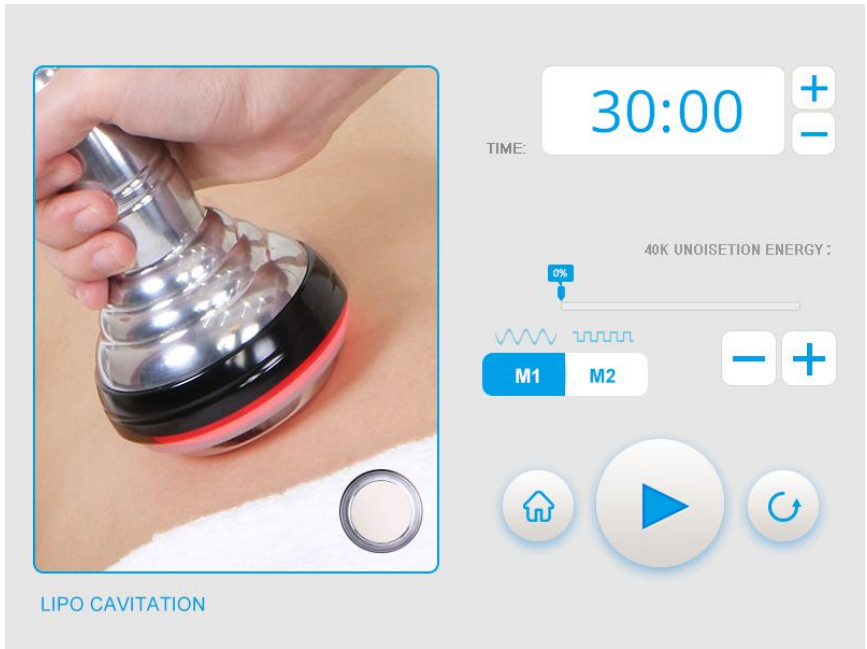 30:00
TIME:
40K UNOISETION ENERGY:
0%
M1 M2
LIPO CAVITATION